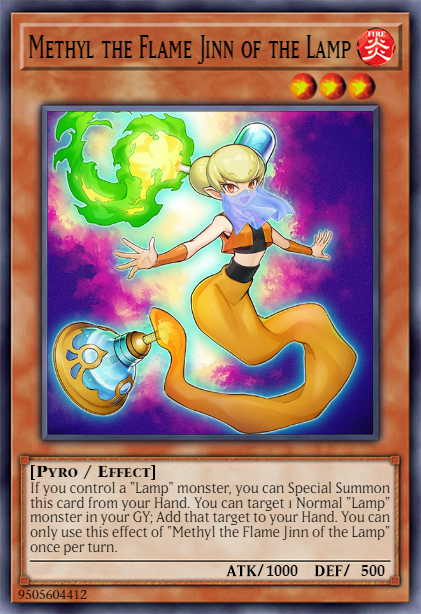 METHYL THE FLAME JINN OF THE LAMP
FIRE
炎
[PYRO / EFFECT]
If you control a "Lamp" monster, you can Special Summon
this card from your Hand. You can target 1 Normal "Lamp"
monster in your GY; Add that target to your Hand. You can
only use this effect of "Methyl the Flame Jinn of the Lamp"
once per turn.
ATK/1000 DEF/ 500
9505604412